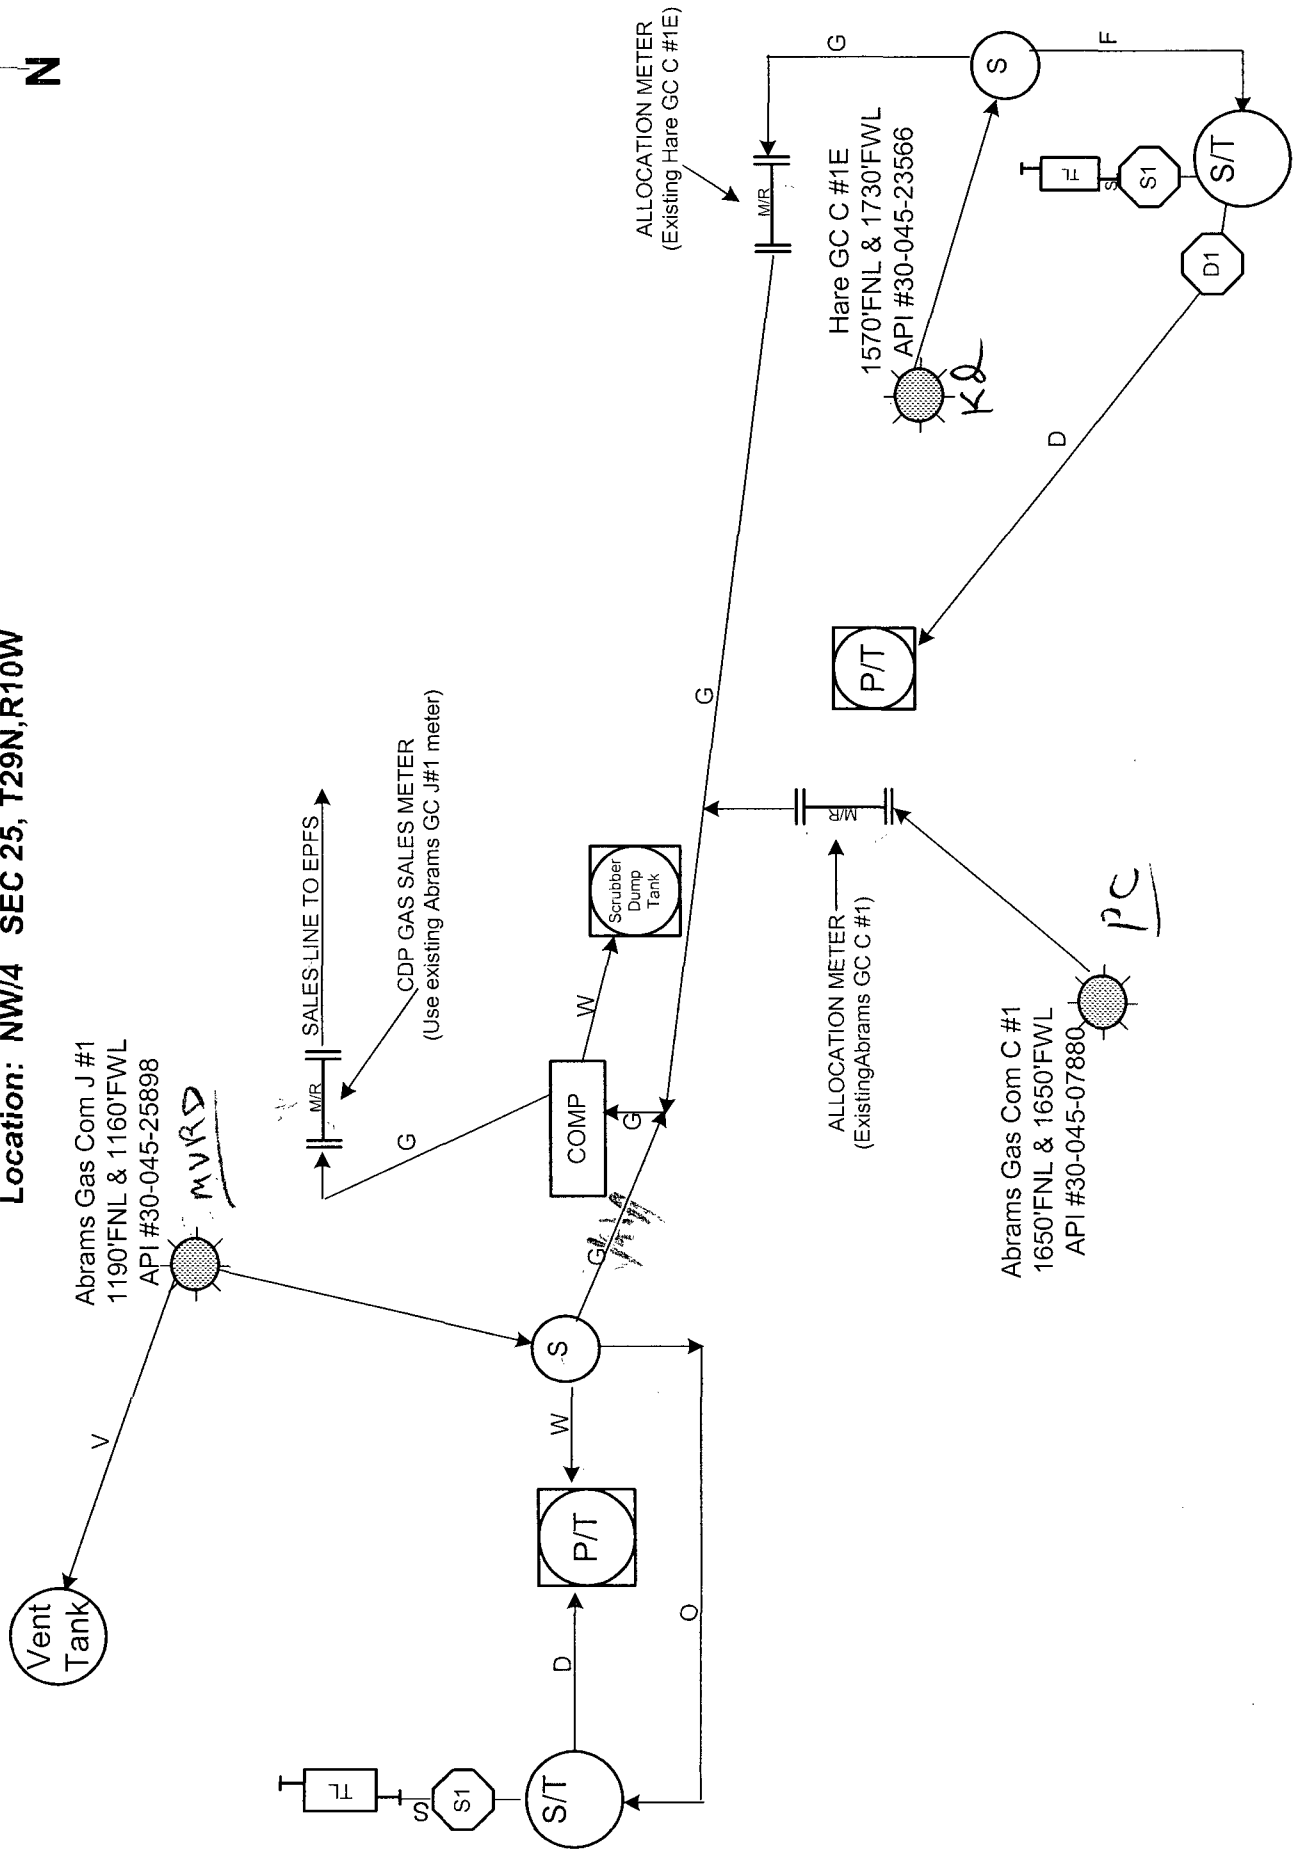 N
Location: NW/4 SEC 25, T29N,R10W
Abrams Gas Com J #1
1190'FNL & 1160'FWL
API #30-045-25898
MVRD
Vent
Tank
V
SALES LINE TO EPFS
M/R
CDP GAS SALES METER
(Use existing Abrams GC J#1 meter)
G
COMP
W
Scrubber
Dump
Tank
G
G
S
W
P/T
D
O
S/T
S1
S
TL
G
ALLOCATION METER
(Existing Hare GC C #1E)
M/R
G
S
F
Hare GC C #1E
1570'FNL & 1730'FWL
API #30-045-23566
TL
S
S1
S/T
D1
D
P/T
M/R
ALLOCATION METER
(ExistingAbrams GC C #1)
Abrams Gas Com C #1
1650'FNL & 1650'FWL
API #30-045-07880
PC